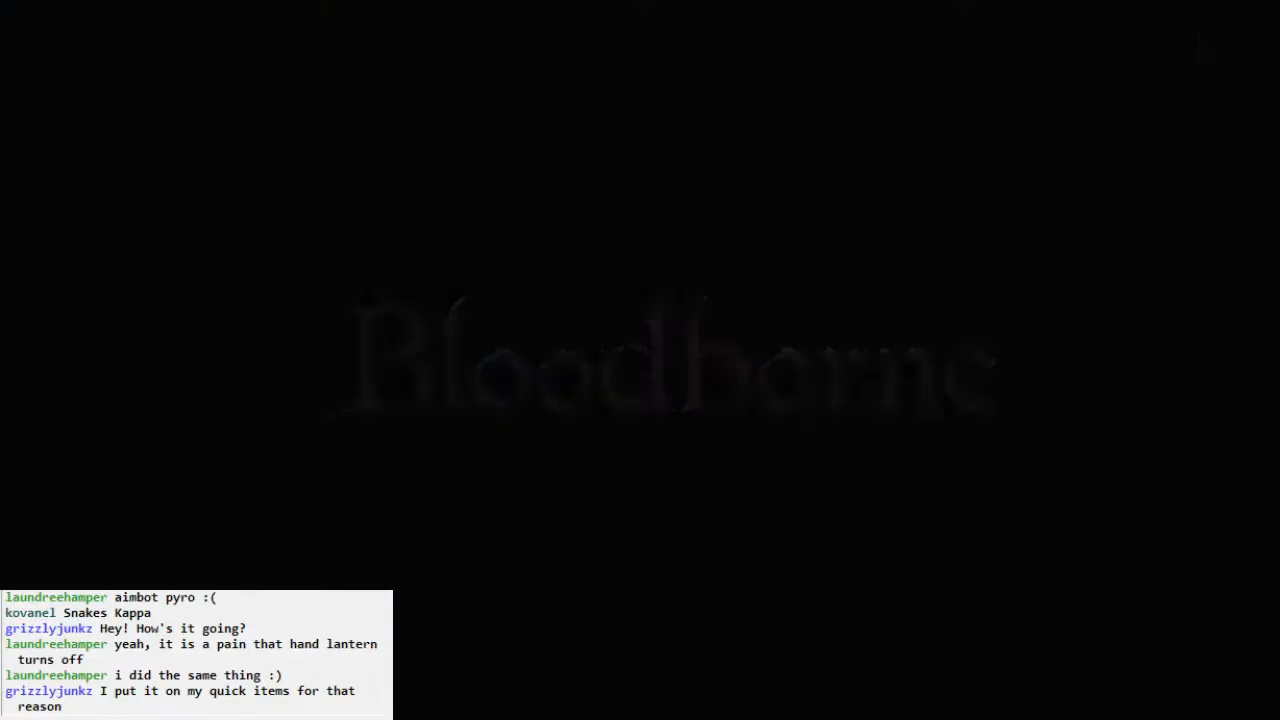 Bloodborne
laundreehamper aimbot pyro :(
kovanel Snakes Kappa
grizzlyjunkz Hey! How's it going?
laundreehamper yeah, it is a pain that hand lantern
turns off
laundreehamper i did the same thing :)
grizzlyjunkz I put it on my quick items for that
reason